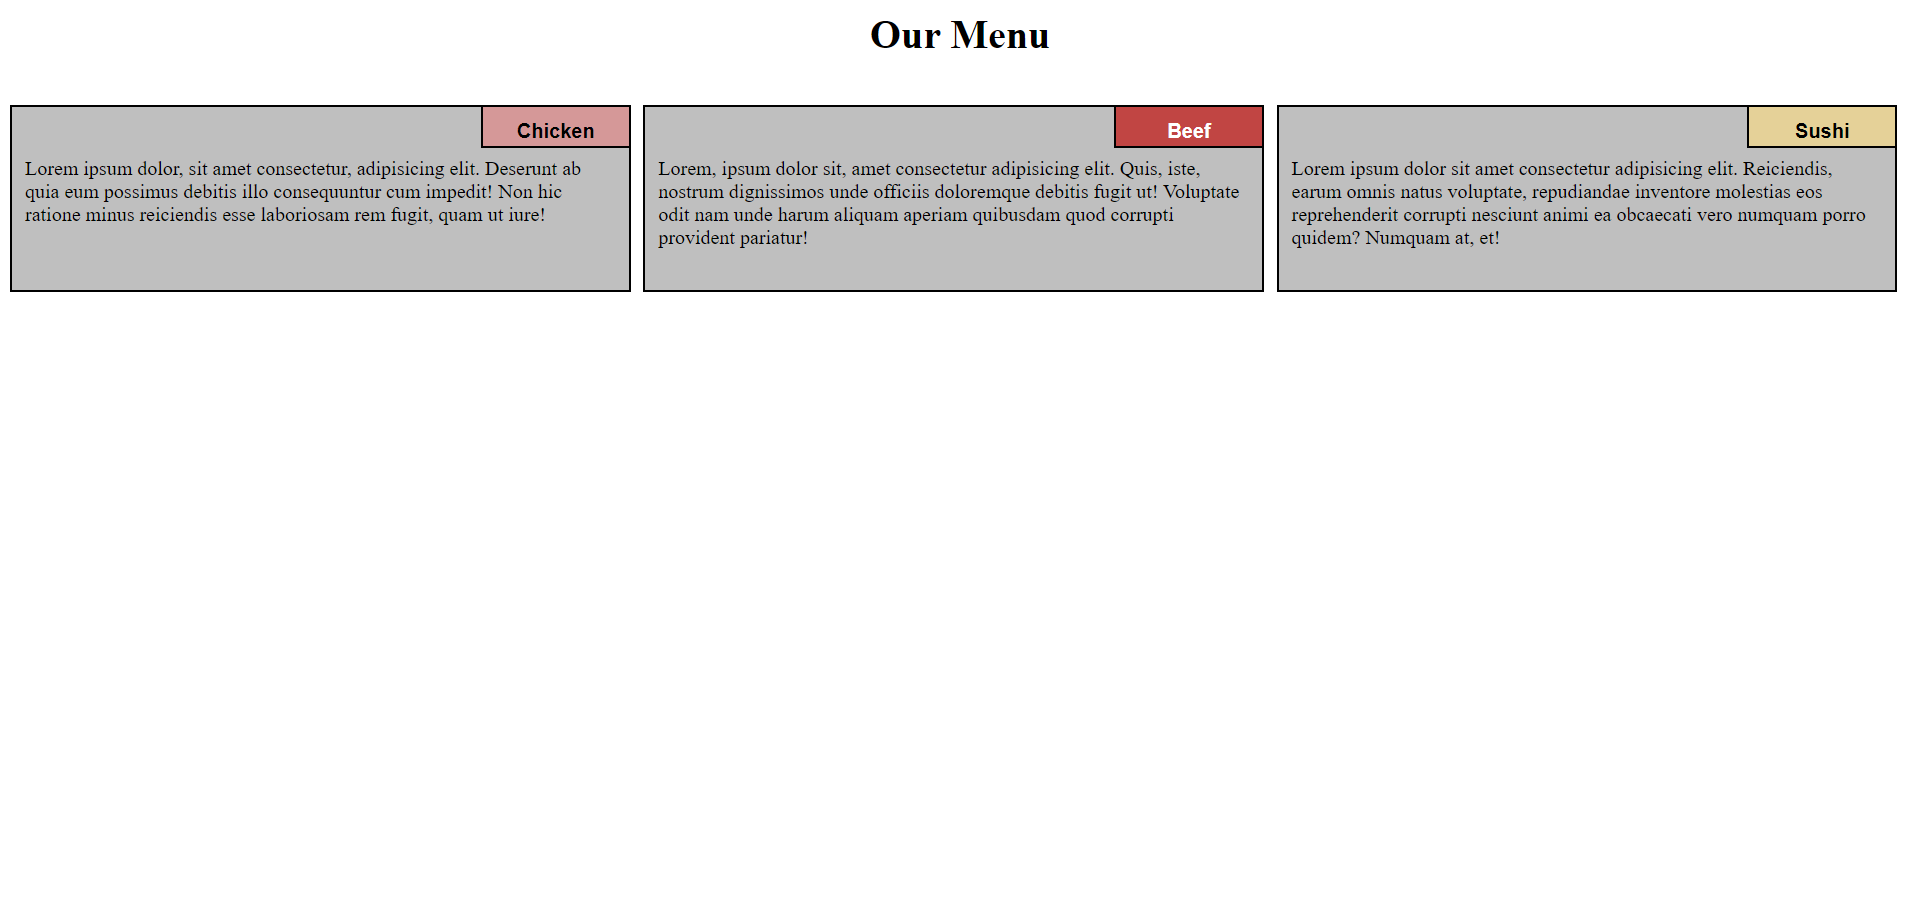 Our Menu
Chicken
Lorem ipsum dolor, sit amet consectetur, adipisicing elit. Deserunt ab
quia eum possimus debitis illo consequuntur cum impedit! Non hic
ratione minus reiciendis esse laboriosam rem fugit, quam ut iure!
Beef
Lorem, ipsum dolor sit, amet consectetur adipisicing elit. Quis, iste,
nostrum dignissimos unde officiis doloremque debitis fugit ut! Voluptate
odit nam unde harum aliquam aperiam quibusdam quod corrupti
provident pariatur!
Sushi
Lorem ipsum dolor sit amet consectetur adipisicing elit. Reiciendis,
earum omnis natus voluptate, repudiandae inventore molestias eos
reprehenderit corrupti nesciunt animi ea obcaecati vero numquam porro
quidem? Numquam at, et!